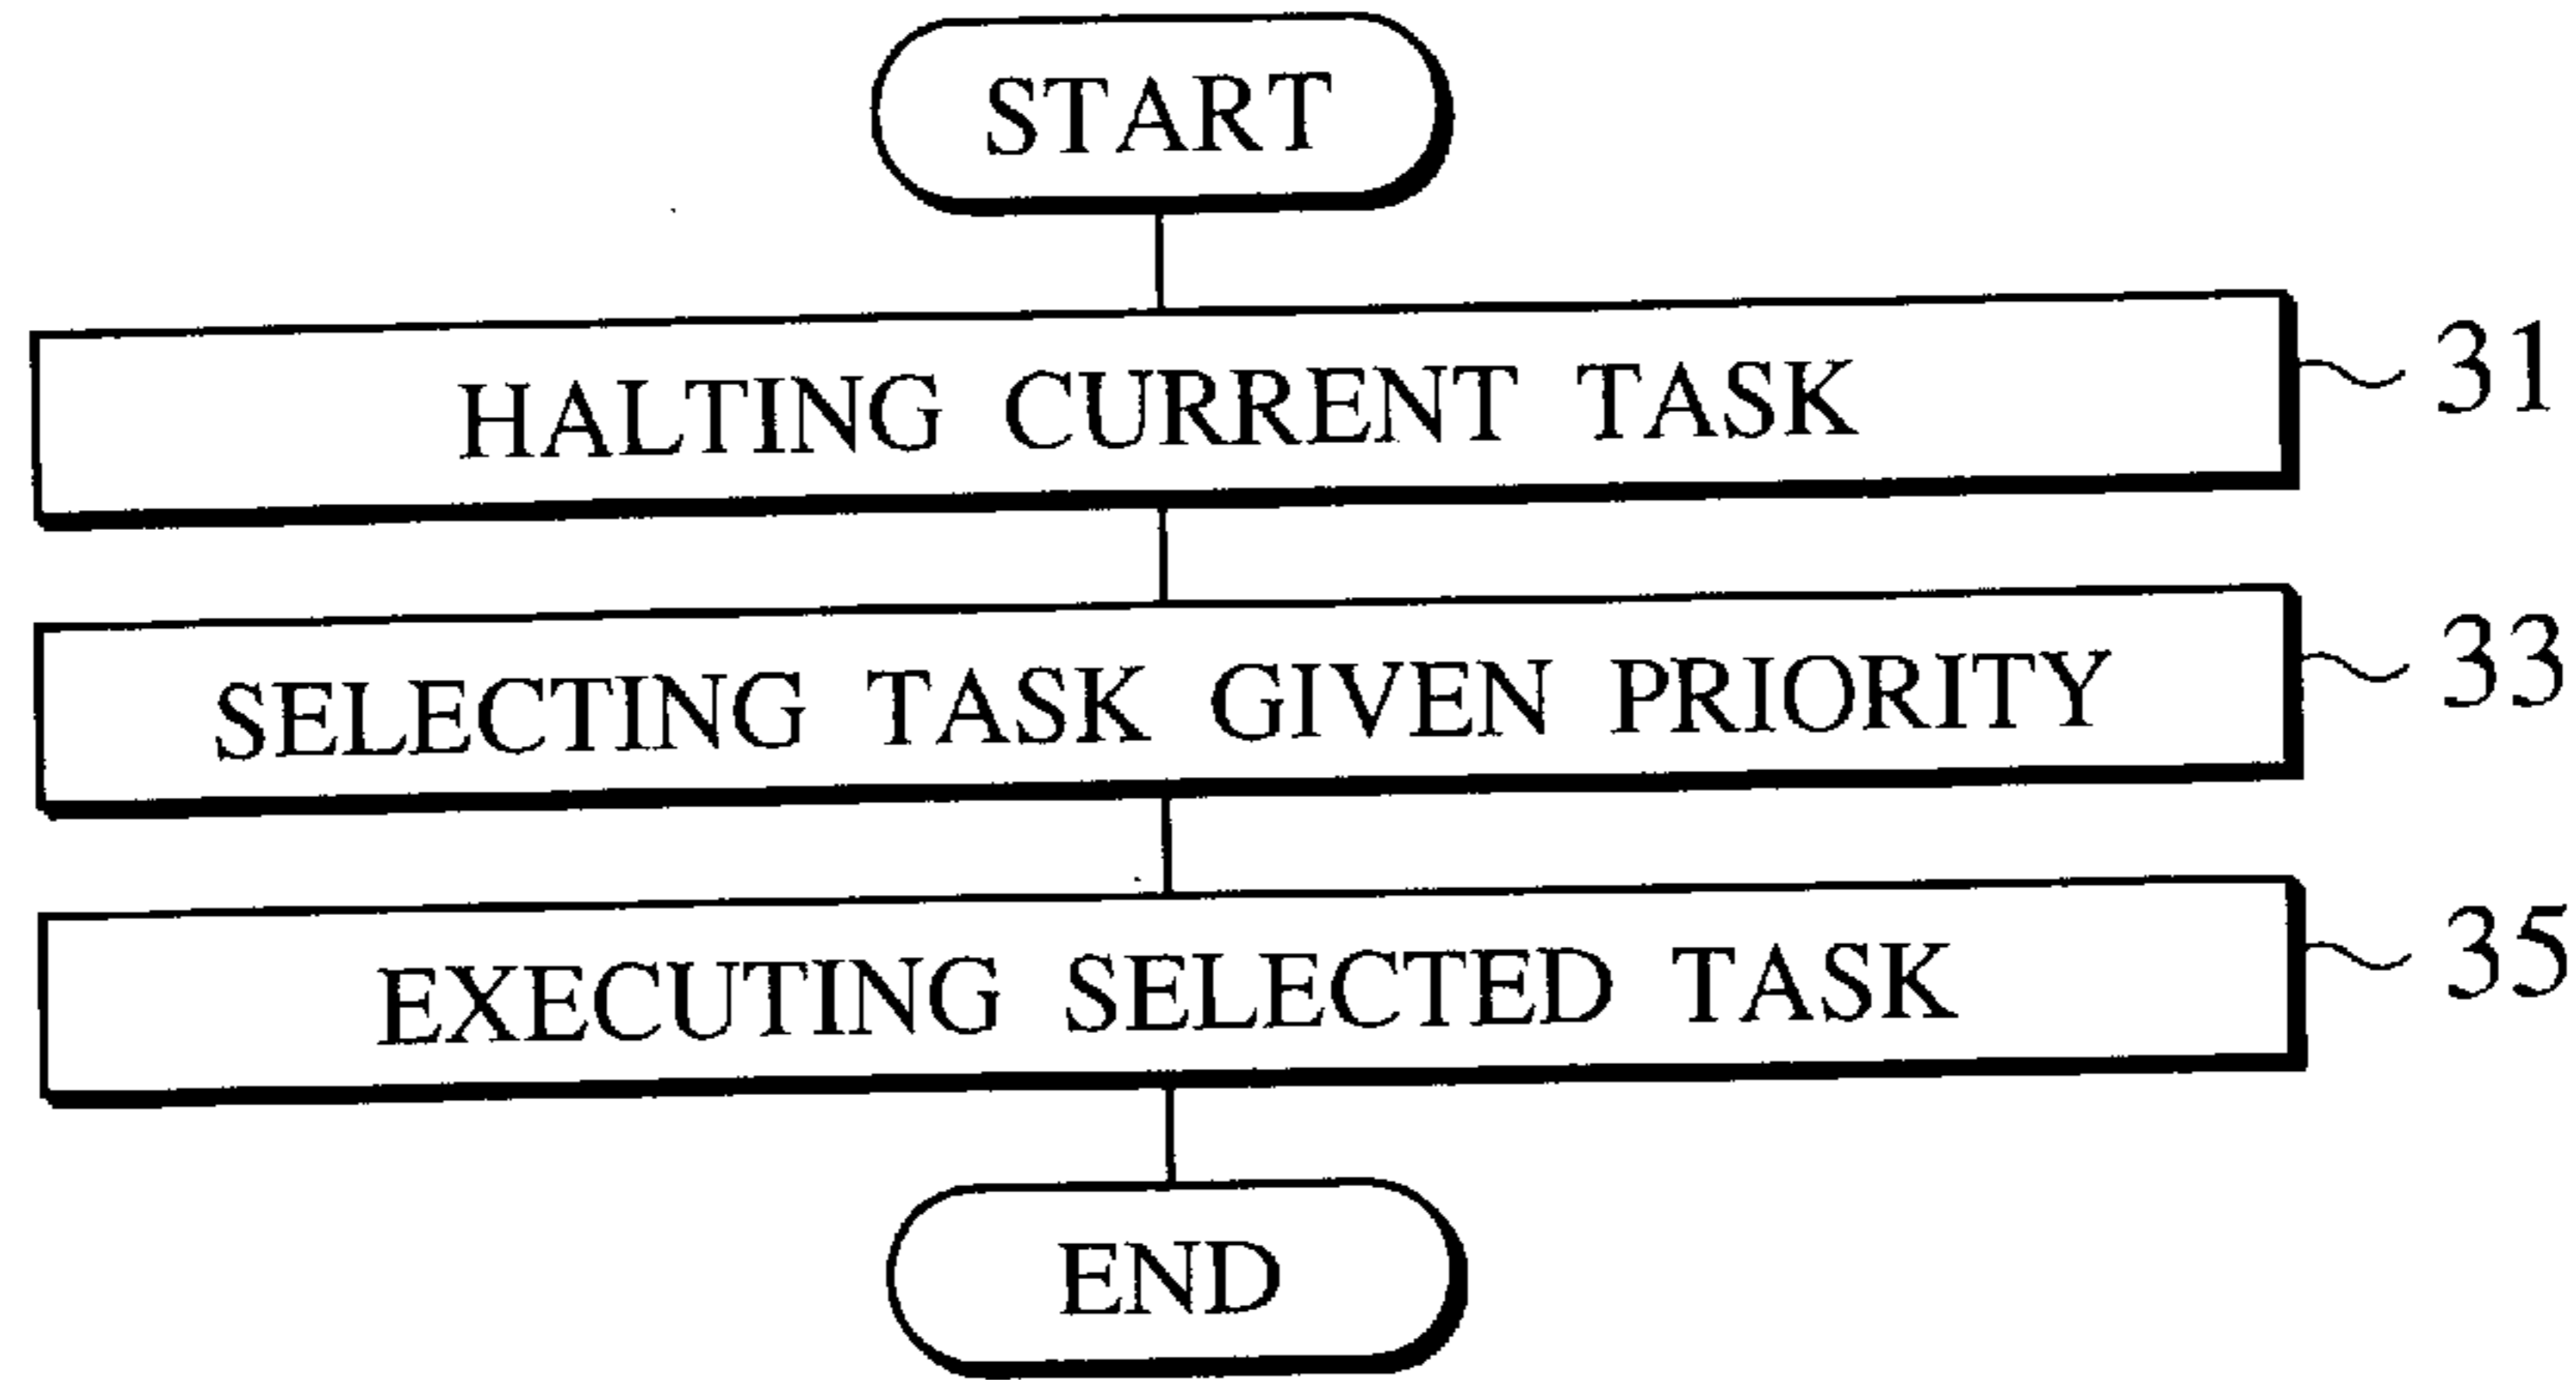 START
HALTING CURRENT TASK 31
SELECTING TASK GIVEN PRIORITY 33
EXECUTING SELECTED TASK 35
END